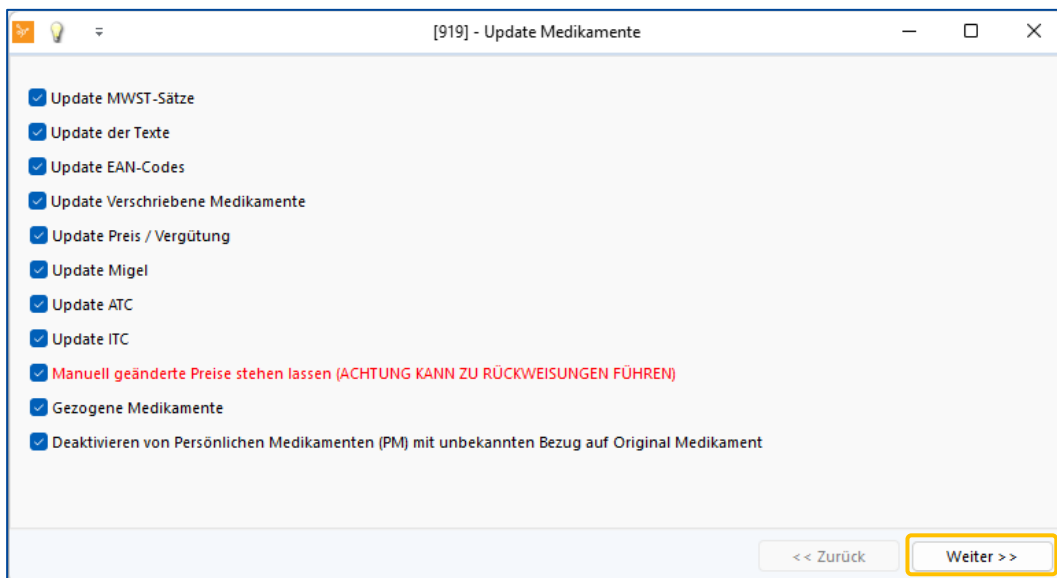 [919] - Update Medikamente
Update MWST-Sätze
Update der Texte
Update EAN-Codes
Update Verschriebene Medikamente
Update Preis / Vergütung
Update Migel
Update ATC
Update ITC
Manuell geänderte Preise stehen lassen (ACHTUNG KANN ZU RÜCKWEISUNGEN FÜHREN)
Gezogene Medikamente
Deaktivieren von Persönlichen Medikamenten (PM) mit unbekannten Bezug auf Original Medikament
<< Zurück
Weiter >>